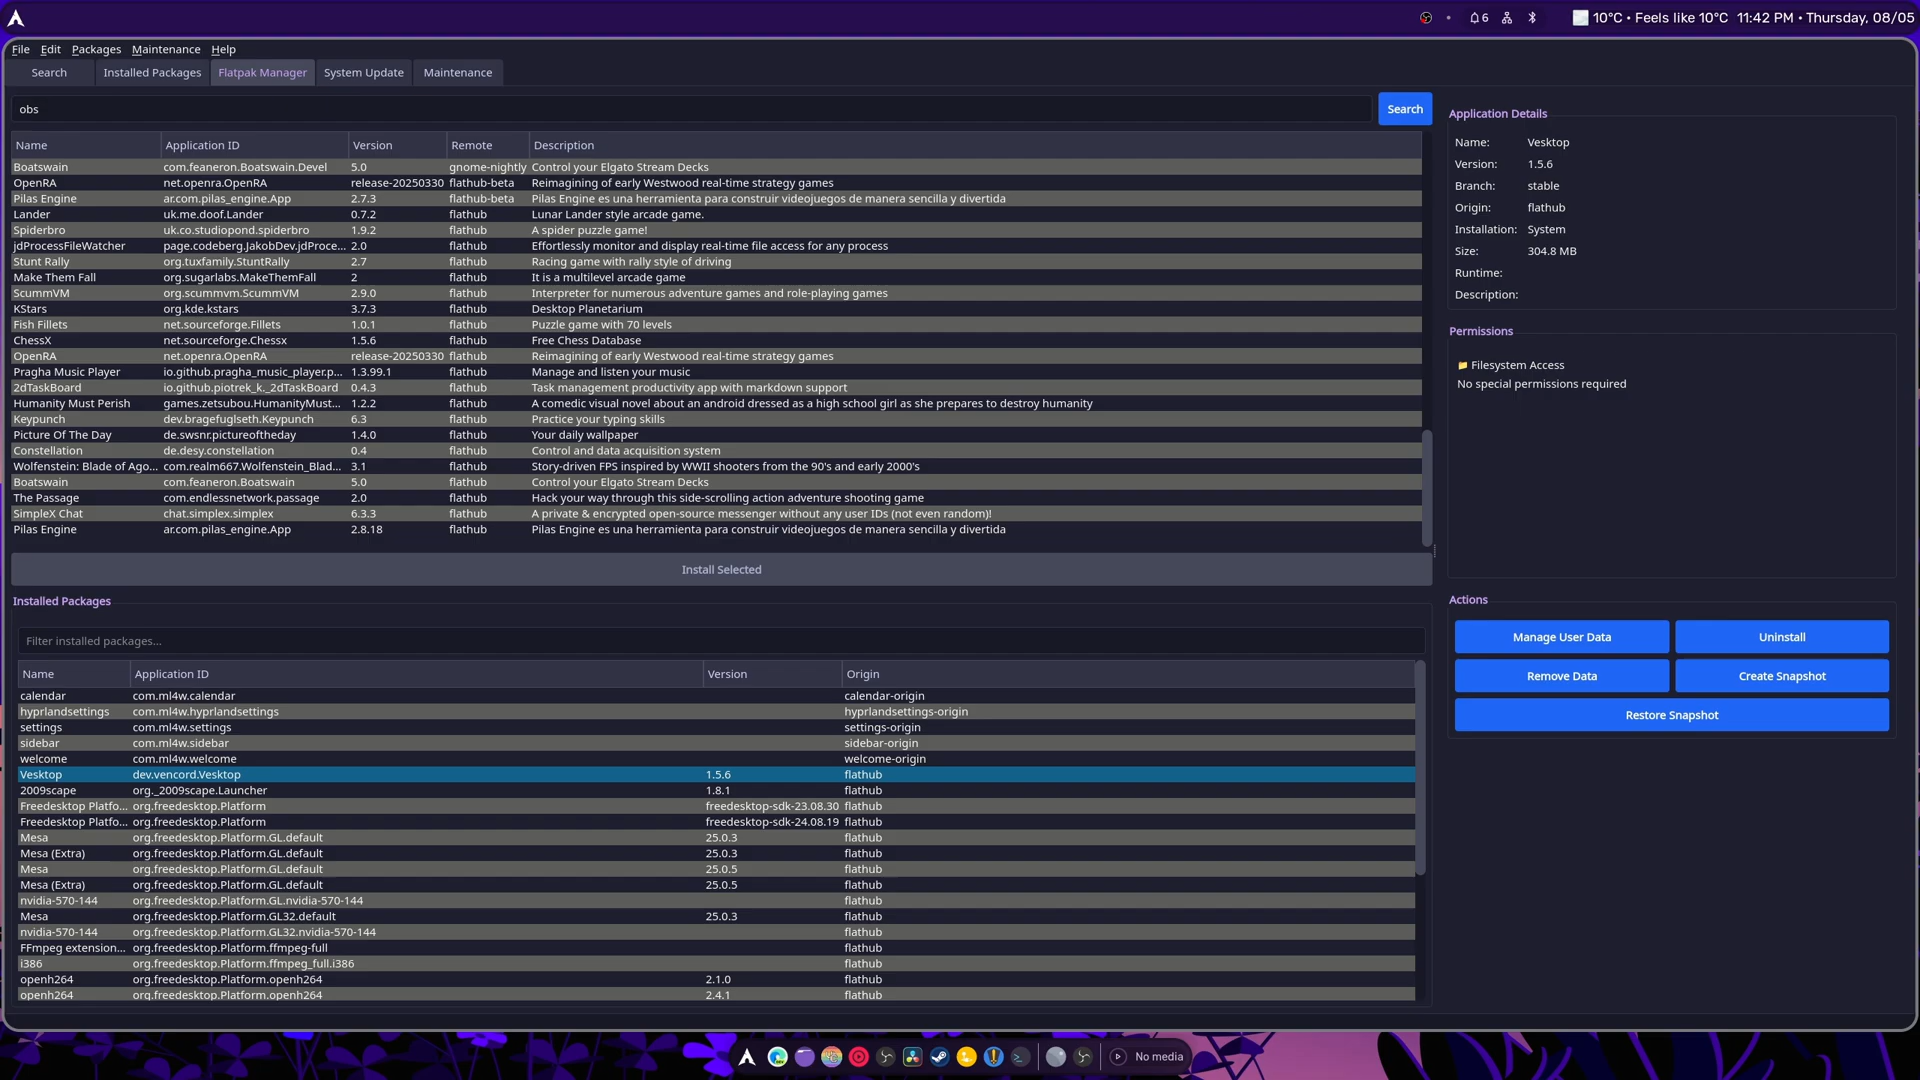 6 10°C • Feels like 10°C 11:42 PM • Thursday, 08/05
File Edit Packages Maintenance Help
Search Installed Packages Flatpak Manager System Update Maintenance
obs Search
Name Application ID Version Remote Description
Boatswain com.feaneron.Boatswain.Devel 5.0 gnome-nightly Control your Elgato Stream Decks
OpenRA net.openra.OpenRA release-20250330 flathub-beta Reimagining of early Westwood real-time strategy games
Pilas Engine ar.com.pilas_engine.App 2.7.3 flathub-beta Pilas Engine es una herramienta para construir videojuegos de manera sencilla y divertida
Lander uk.me.doof.Lander 0.7.2 flathub Lunar Lander style arcade game.
Spiderbro uk.co.studiopond.spiderbro 1.9.2 flathub A spider puzzle game!
jdProcessFileWatcher page.codeberg.JakobDev.jdProce... 2.0 flathub Effortlessly monitor and display real-time file access for any process
Stunt Rally org.tuxfamily.StuntRally 2.7 flathub Racing game with rally style of driving
Make Them Fall org.sugarlabs.MakeThemFall 2 flathub It is a multilevel arcade game
ScummVM org.scummvm.ScummVM 2.9.0 flathub Interpreter for numerous adventure games and role-playing games
KStars org.kde.kstars 3.7.3 flathub Desktop Planetarium
Fish Fillets net.sourceforge.Fillets 1.0.1 flathub Puzzle game with 70 levels
ChessX net.sourceforge.Chessx 1.5.6 flathub Free Chess Database
OpenRA net.openra.OpenRA release-20250330 flathub Reimagining of early Westwood real-time strategy games
Pragha Music Player io.github.pragha_music_player.p... 1.3.99.1 flathub Manage and listen your music
2dTaskBoard io.github.piotrek_k._2dTaskBoard 0.4.3 flathub Task management productivity app with markdown support
Humanity Must Perish games.zetsubou.HumanityMust... 1.2.2 flathub A comedic visual novel about an android dressed as a high school girl as she prepares to destroy humanity
Keypunch dev.bragefuglseth.Keypunch 6.3 flathub Practice your typing skills
Picture Of The Day de.swsnr.pictureoftheday 1.4.0 flathub Your daily wallpaper
Constellation de.desy.constellation 0.4 flathub Control and data acquisition system
Wolfenstein: Blade of Ago... com.realm667.Wolfenstein_Blad... 3.1 flathub Story-driven FPS inspired by WWII shooters from the 90's and early 2000's
Boatswain com.feaneron.Boatswain 5.0 flathub Control your Elgato Stream Decks
The Passage com.endlessnetwork.passage 2.0 flathub Hack your way through this side-scrolling action adventure shooting game
SimpleX Chat chat.simplex.simplex 6.3.3 flathub A private & encrypted open-source messenger without any user IDs (not even random)!
Pilas Engine ar.com.pilas_engine.App 2.8.18 flathub Pilas Engine es una herramienta para construir videojuegos de manera sencilla y divertida
Install Selected
Installed Packages
Filter installed packages...
Name Application ID Version Origin
calendar com.ml4w.calendar calendar-origin
hyprlandsettings com.ml4w.hyprlandsettings hyprlandsettings-origin
settings com.ml4w.settings settings-origin
sidebar com.ml4w.sidebar sidebar-origin
welcome com.ml4w.welcome welcome-origin
Vesktop dev.vencord.Vesktop 1.5.6 flathub
2009scape org._2009scape.Launcher 1.8.1 flathub
Freedesktop Platfo... org.freedesktop.Platform freedesktop-sdk-23.08.30 flathub
Freedesktop Platfo... org.freedesktop.Platform freedesktop-sdk-24.08.19 flathub
Mesa org.freedesktop.Platform.GL.default 25.0.3 flathub
Mesa (Extra) org.freedesktop.Platform.GL.default 25.0.3 flathub
Mesa org.freedesktop.Platform.GL.default 25.0.5 flathub
Mesa (Extra) org.freedesktop.Platform.GL.default 25.0.5 flathub
nvidia-570-144 org.freedesktop.Platform.GL.nvidia-570-144 flathub
Mesa org.freedesktop.Platform.GL32.default 25.0.3 flathub
nvidia-570-144 org.freedesktop.Platform.GL32.nvidia-570-144 flathub
FFmpeg extension... org.freedesktop.Platform.ffmpeg-full flathub
i386 org.freedesktop.Platform.ffmpeg_full.i386 flathub
openh264 org.freedesktop.Platform.openh264 2.1.0 flathub
openh264 org.freedesktop.Platform.openh264 2.4.1 flathub
Application Details
Name: Vesktop
Version: 1.5.6
Branch: stable
Origin: flathub
Installation: System
Size: 304.8 MB
Runtime:
Description:
Permissions
Filesystem Access
No special permissions required
Actions
Manage User Data Uninstall
Remove Data Create Snapshot
Restore Snapshot
No media